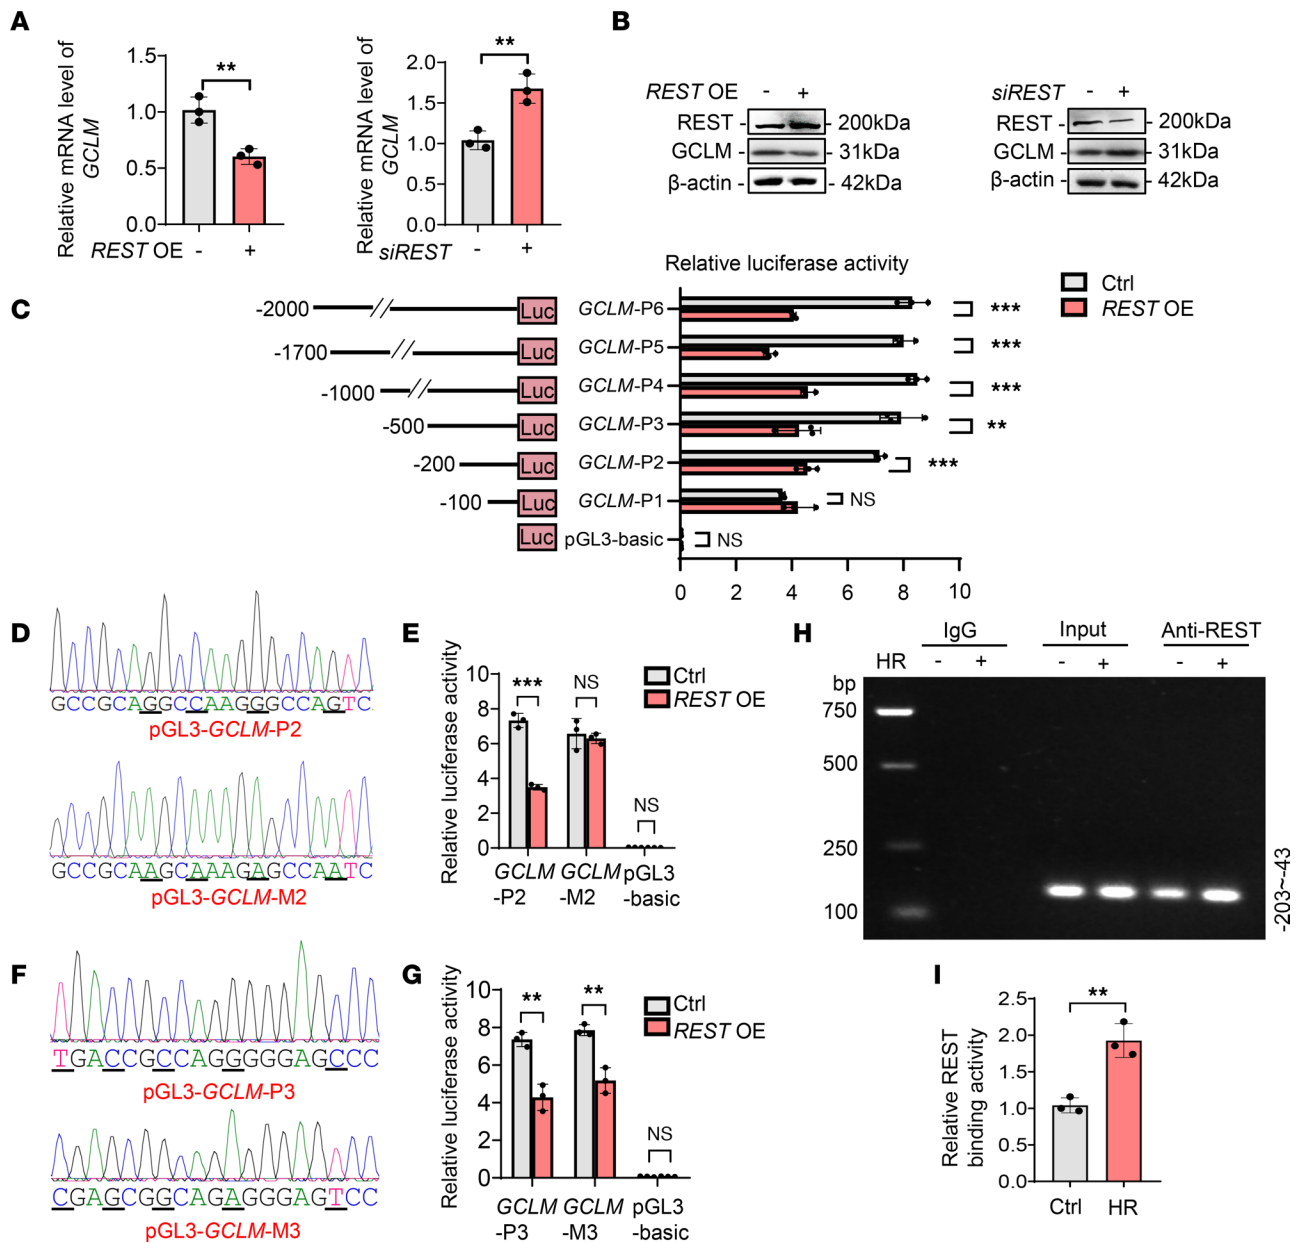 A
Relative mRNA level of
GCLM
1.5
1.0
0.5
0.0
**
REST OE - +
Relative mRNA level of
GCLM
2.0
1.5
1.0
0.5
0.0
**
siREST - +
B
REST OE - +
REST - - 200kDa
GCLM - - 31kDa
β-actin - - 42kDa
siREST - +
REST - - 200kDa
GCLM - - 31kDa
β-actin - - 42kDa
C
Relative luciferase activity
Ctrl
REST OE
-2000 // Luc GCLM-P6 ***
-1700 // Luc GCLM-P5 ***
-1000 // Luc GCLM-P4 ***
-500 Luc GCLM-P3 **
-200 Luc GCLM-P2 ***
-100 Luc GCLM-P1 NS
Luc pGL3-basic NS
0 2 4 6 8 10
D
GCCGCAGGCCAAGGGCCAGTC
pGL3-GCLM-P2
GCCGCAAGCAAAGAGCCAATC
pGL3-GCLM-M2
E
Relative luciferase activity
10
8
6
4
2
0
Ctrl
REST OE
*** NS NS
GCLM GCLM pGL3
-P2 -M2 -basic
F
TGACCGCCAGGGGGAGCCC
pGL3-GCLM-P3
CGAGCGGCAGAGGGAGTCC
pGL3-GCLM-M3
G
Relative luciferase activity
10
8
6
4
2
0
Ctrl
REST OE
** ** NS
GCLM GCLM pGL3
-P3 -M3 -basic
H
IgG Input Anti-REST
HR - + - + - +
bp
750
500
250
100
-203~-43
I
Relative REST
binding activity
2.5
2.0
1.5
1.0
0.5
0.0
**
Ctrl HR